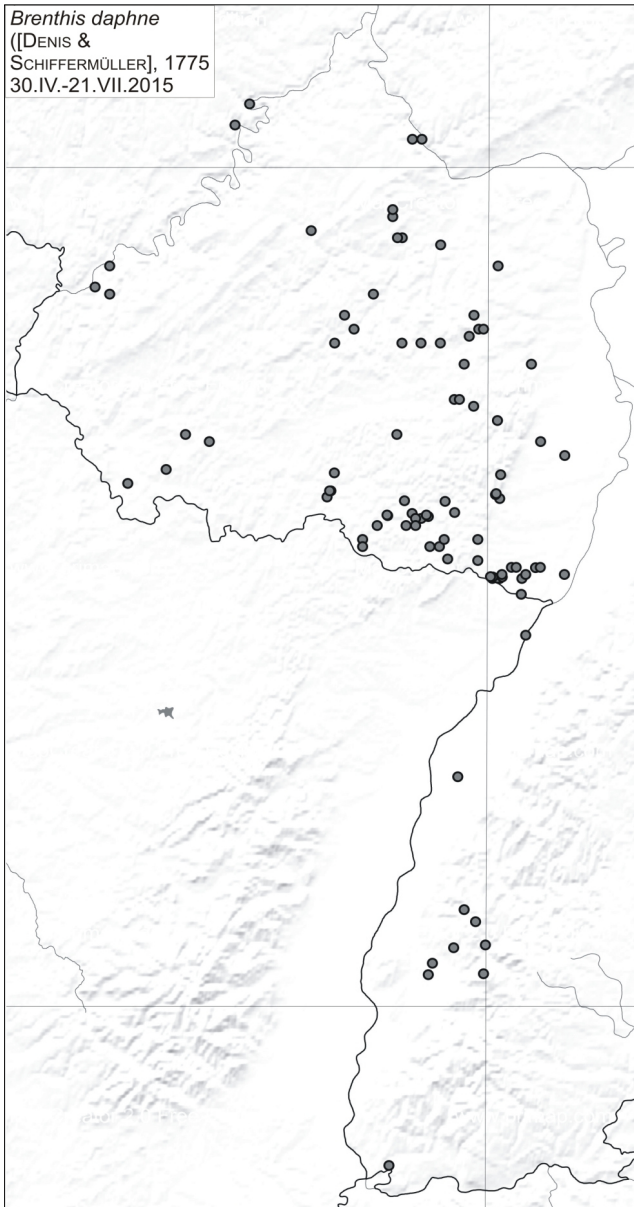 Brenthis daphne
([DENIS &
SCHIFFERMÜLLER], 1775
30.IV.-21.VII.2015